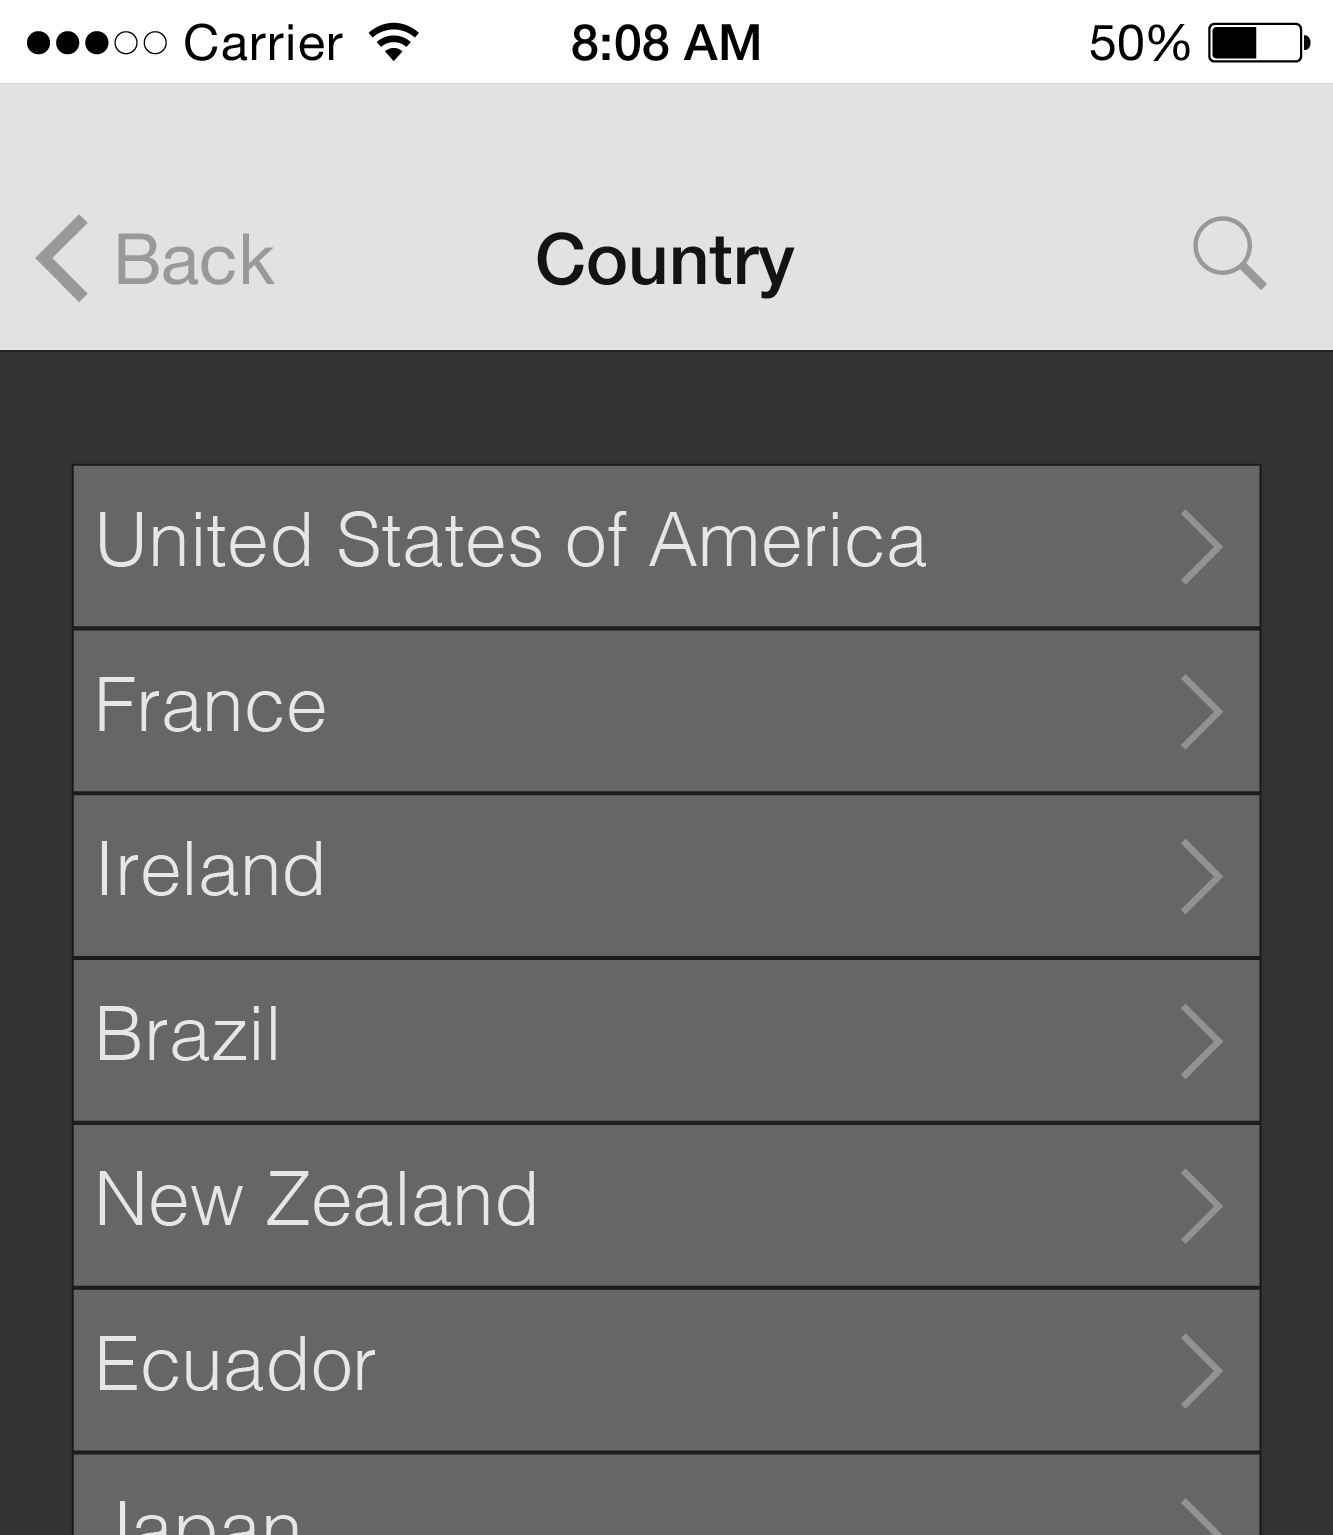 Carrier 8:08 AM 50%
Back Country
United States of America
France
Ireland
Brazil
New Zealand
Ecuador
Japan